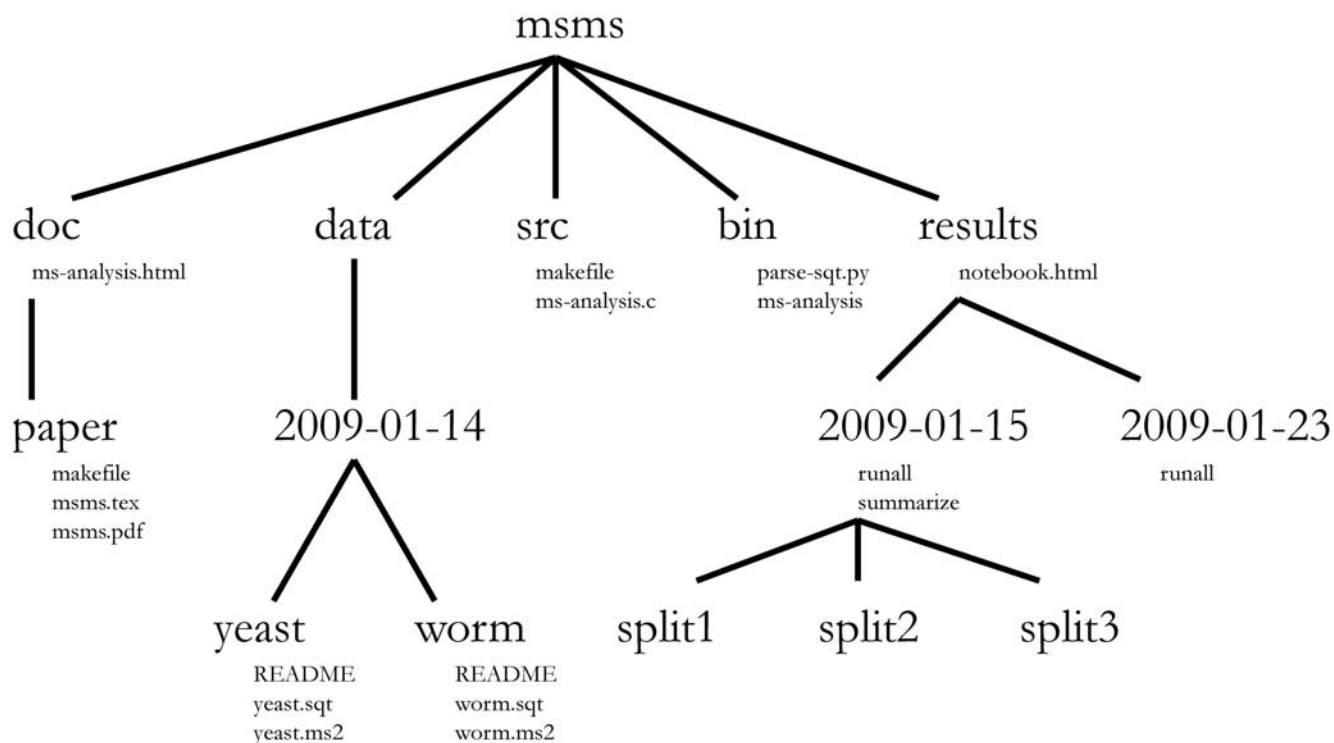 msms
doc data src bin results
ms-analysis.html makefile parse-sqt.py notebook.html
ms-analysis.c ms-analysis
paper 2009-01-14 2009-01-15 2009-01-23
makefile runall runall
msms.tex summarize
msms.pdf
yeast worm split1 split2 split3
README README
yeast.sqt worm.sqt
yeast.ms2 worm.ms2